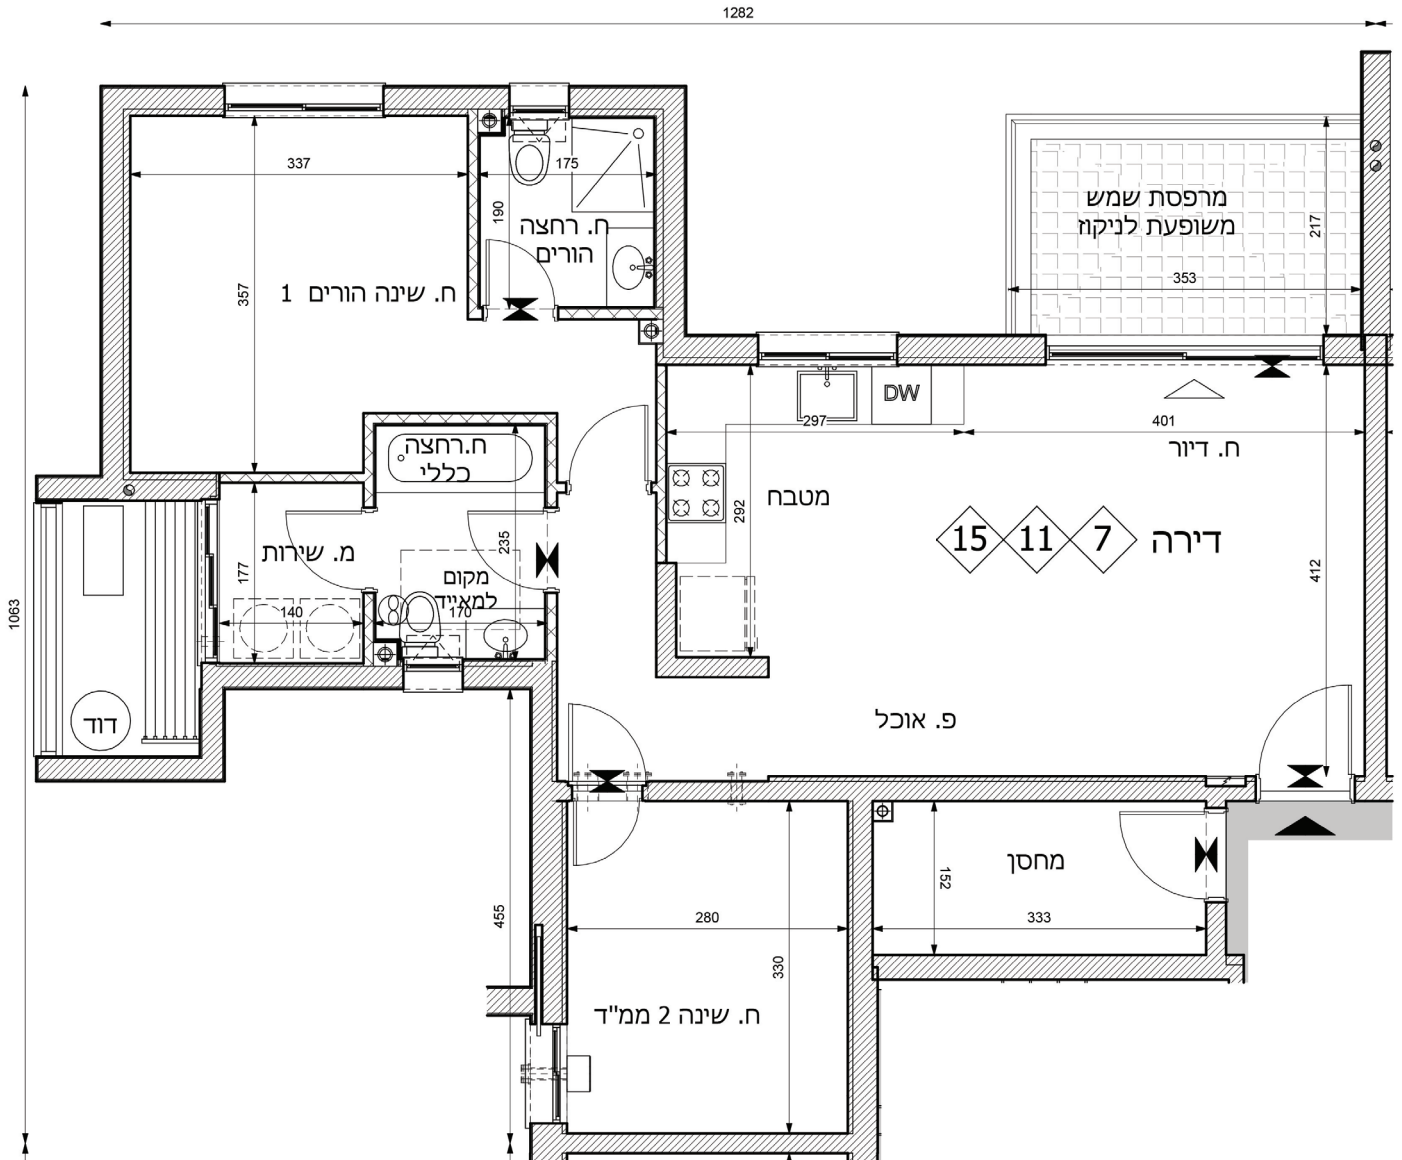 1282
337
175
190
ח. רחצה
הורים
357
ח. שינה הורים 1
מרפסת שמש
משופעת לניקוז
217
353
DW
297
401
ח. דיור
ח.רחצה
כללי
מטבח
292
דירה 7 11 15
412
235
מ. שירות
177
140
מקום
למאייד
170
1063
דוד
פ. אוכל
455
280
330
ח. שינה 2 ממ"ד
מחסן
152
333